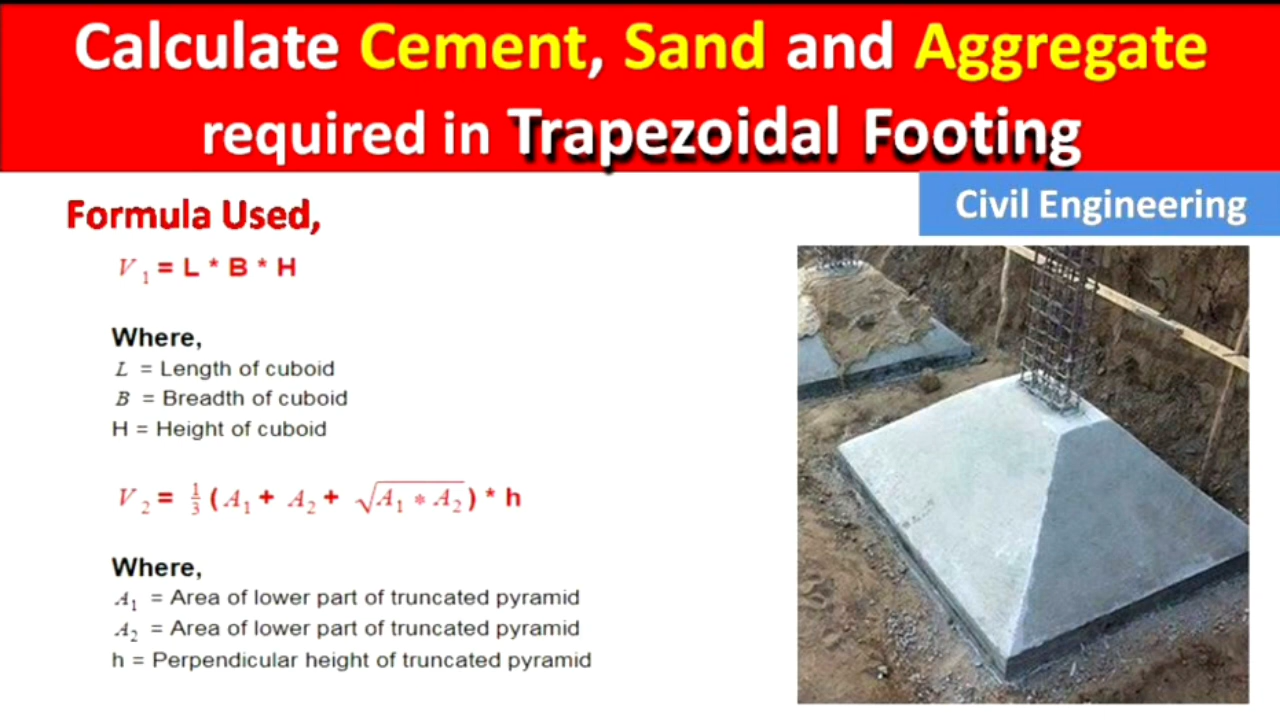 Calculate Cement, Sand and Aggregate
required in Trapezoidal Footing
Civil Engineering
Formula Used,
V₁ = L * B * H
Where,
L = Length of cuboid
B = Breadth of cuboid
H = Height of cuboid
V₂ = ⅓ (A₁ + A₂ + √A₁ * A₂) * h
Where,
A₁ = Area of lower part of truncated pyramid
A₂ = Area of lower part of truncated pyramid
h = Perpendicular height of truncated pyramid